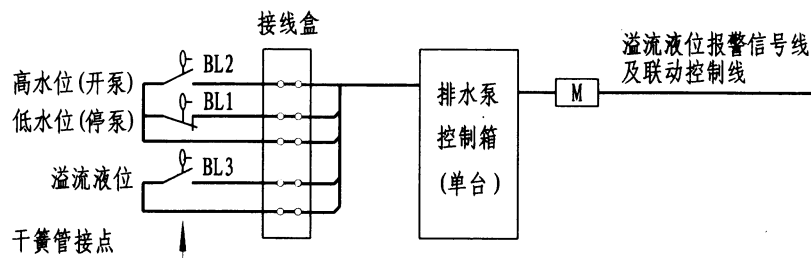 接线盒
溢流液位报警信号线
及联动控制线
高水位(开泵)
BL2
低水位(停泵)
BL1
溢流液位
BL3
干簧管接点
排水泵
控制箱
(单台)
M